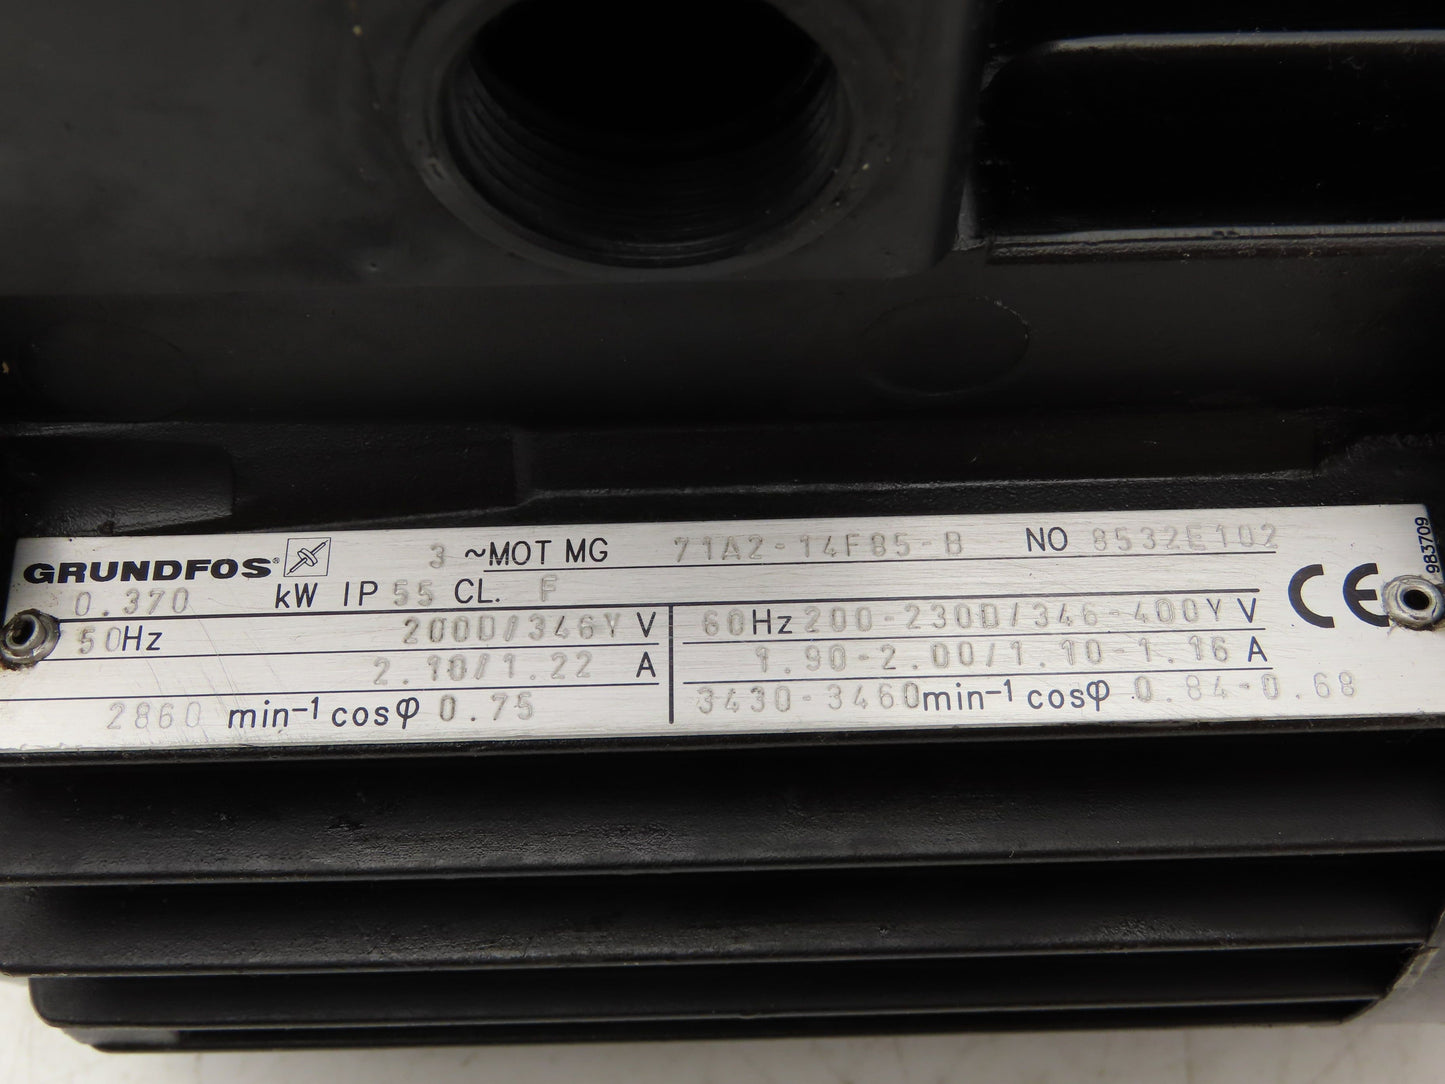 GRUNDFOS® 3 ~MOT MG 71A2-14F85-B NO 8532E102
0.370 kW IP 55 CL. F
50Hz 200D/346Y V
2.10/1.22 A
2860 min-1 cosφ 0.75
60Hz 200-230D/346-400Y V
1.90-2.00/1.10-1.16 A
3430-3460min-1 cosφ 0.84-0.68
CE
983709